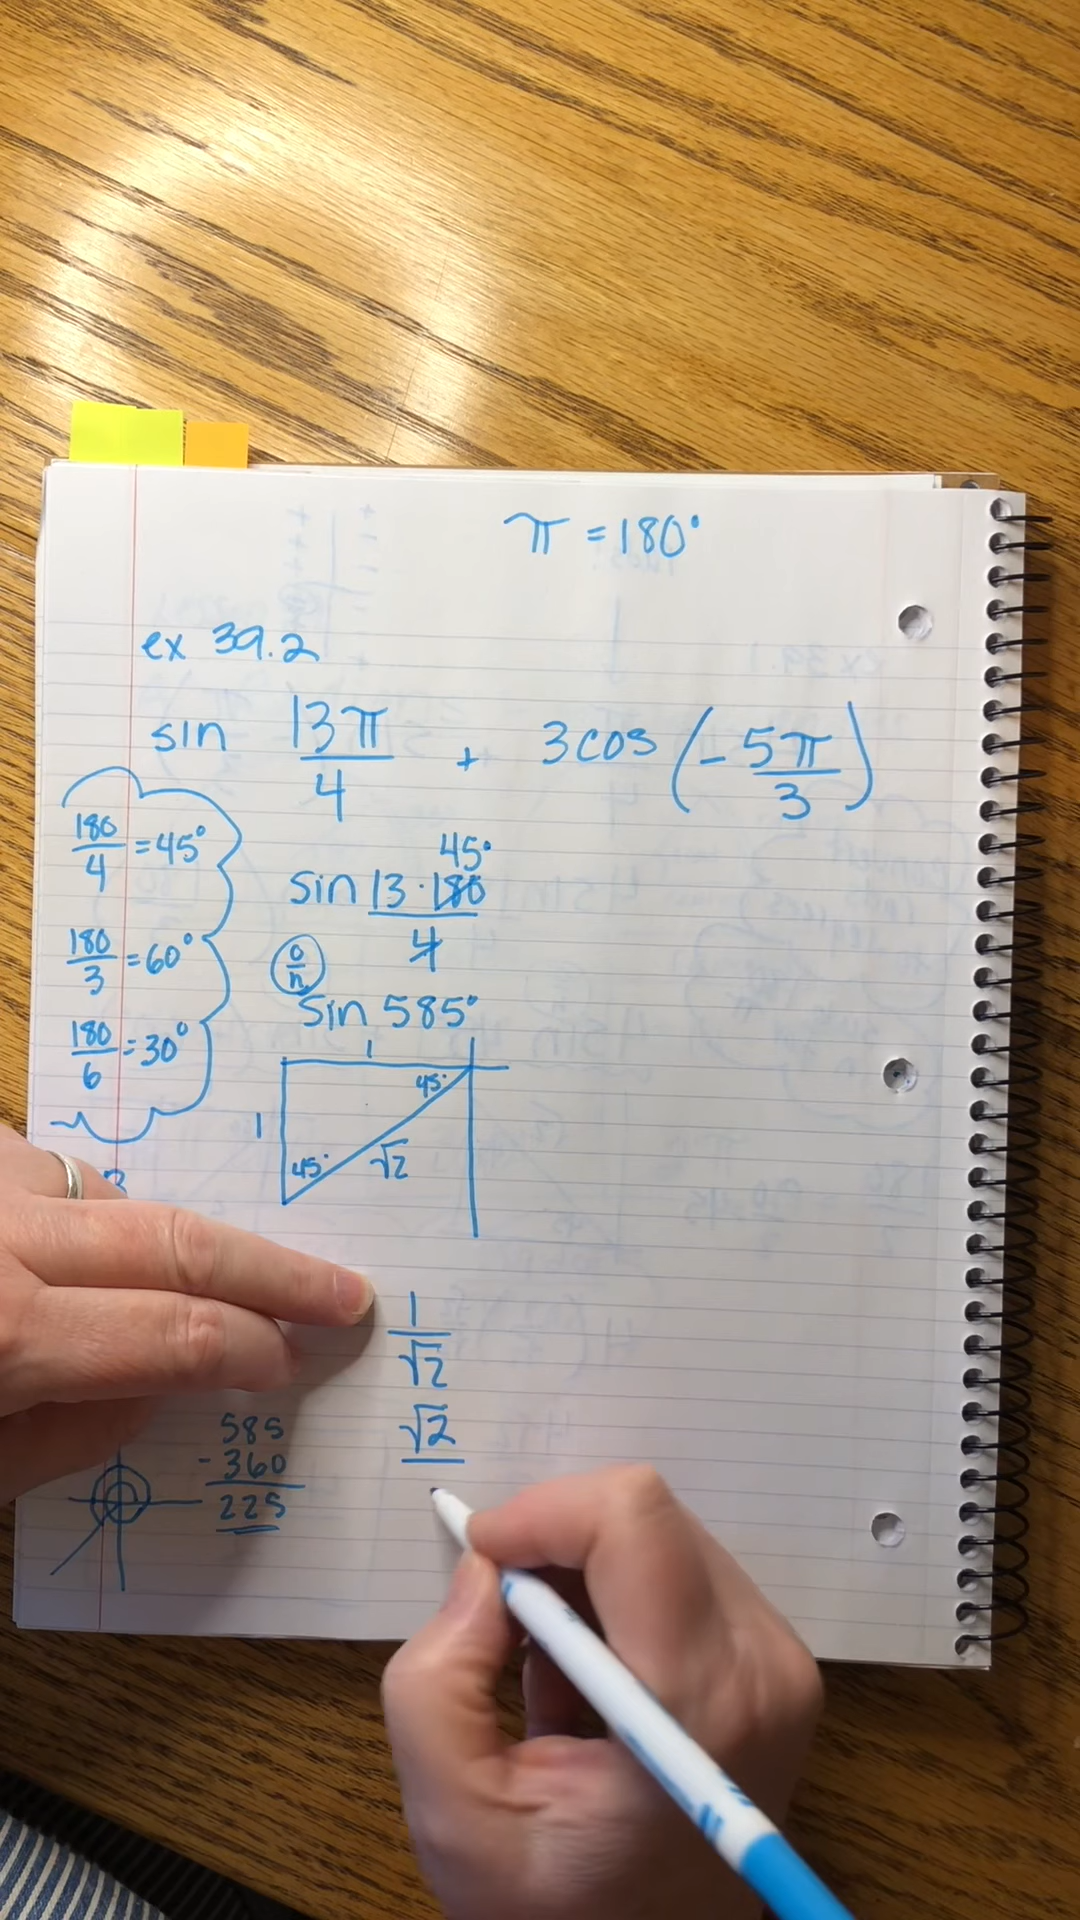 π = 180°
ex 39.2
sin 13π/4 + 3cos(-5π/3)
180/4 = 45°
180/3 = 60°
180/6 = 30°
45°
sin 13·180/4
o/h
sin 585°
1
45°
1
45°
√2
1/√2
√2
585
-360
225